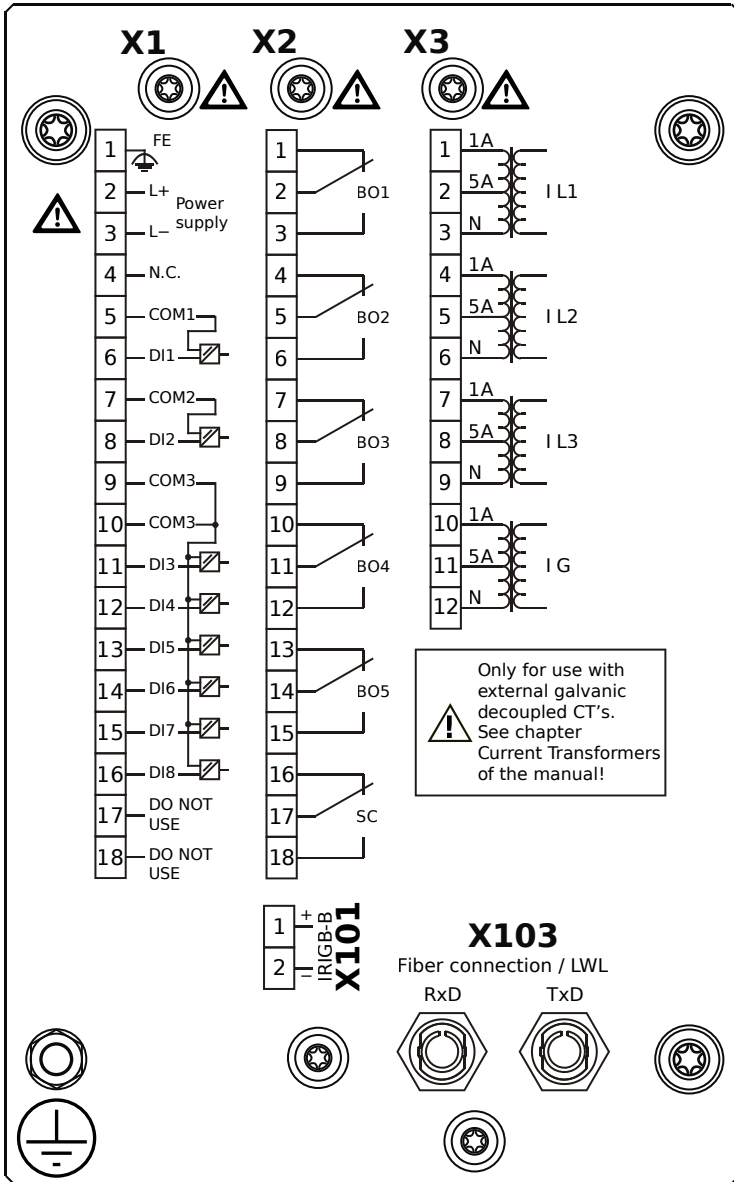 X1 X2 X3
1 FE
2 L+
Power
supply
3 L−
4 N.C.
5 COM1
6 DI1
7 COM2
8 DI2
9 COM3
10 COM3
11 DI3
12 DI4
13 DI5
14 DI6
15 DI7
16 DI8
17 DO NOT
USE
18 DO NOT
USE
1
2 BO1
3
4
5 BO2
6
7
8 BO3
9
10
11 BO4
12
13
14 BO5
15
16
17 SC
18
1 1A
2 5A I L1
3 N
4 1A
5 5A I L2
6 N
7 1A
8 5A I L3
9 N
10 1A
11 5A I G
12 N
Only for use with
external galvanic
decoupled CT's.
See chapter
Current Transformers
of the manual!
1 +
2 −
IRIGB-B
X101
X103
Fiber connection / LWL
RxD TxD